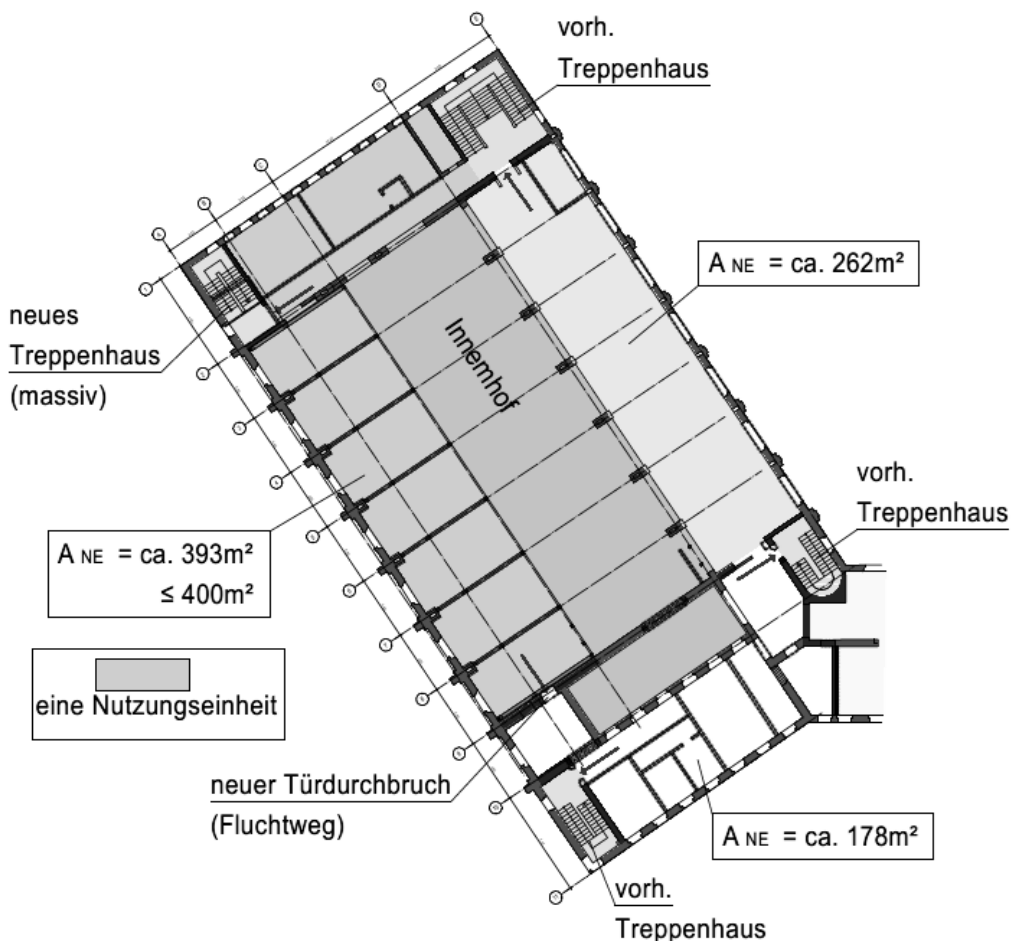 vorh.
Treppenhaus
A NE = ca. 262m²
neues
Treppenhaus
(massiv)
Innernhof
vorh.
Treppenhaus
A NE = ca. 393m²
≤ 400m²
eine Nutzungseinheit
neuer Türdurchbruch
(Fluchtweg)
A NE = ca. 178m²
vorh.
Treppenhaus